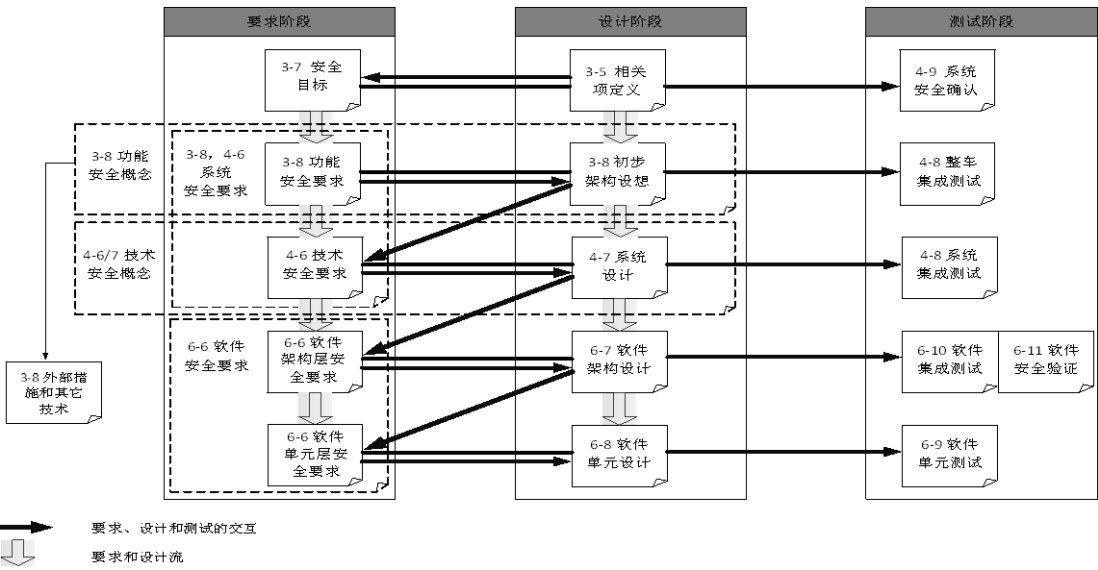 要求阶段
设计阶段
测试阶段
3-7 安全
目标
3-5 相关
项定义
4-9 系统
安全确认
3-8 功能
安全概念
3-8，4-6
系统
安全要求
3-8 功能
安全要求
3-8 初步
架构设想
4-8 整车
集成测试
4-6/7 技术
安全概念
4-6 技术
安全要求
4-7 系统
设计
4-8 系统
集成测试
3-8 外部措
施和其它
技术
6-6 软件
安全要求
6-6 软件
架构层安
全要求
6-7 软件
架构设计
6-10 软件
集成测试
6-11 软件
安全验证
6-6 软件
单元层安
全要求
6-8 软件
单元设计
6-9 软件
单元测试
要求、设计和测试的交互
要求和设计流